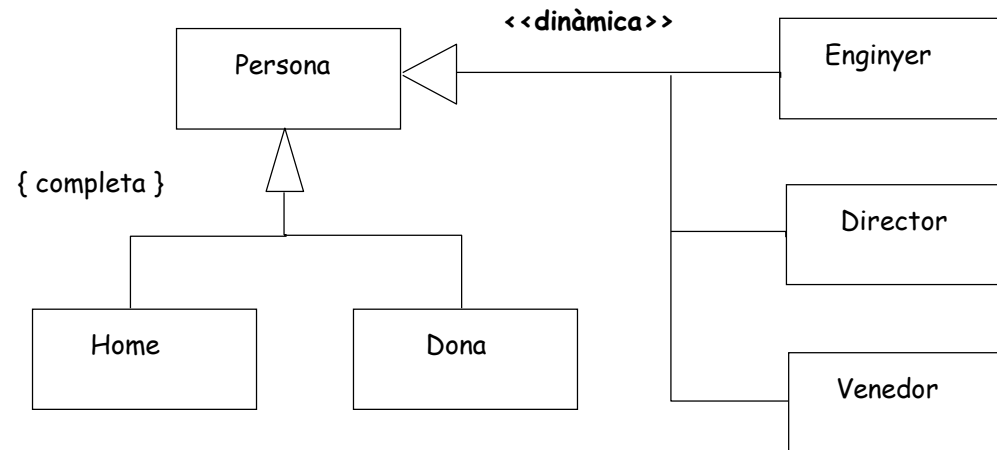 <<dinàmica>>
Persona
Enginyer
{ completa }
Director
Home
Dona
Venedor